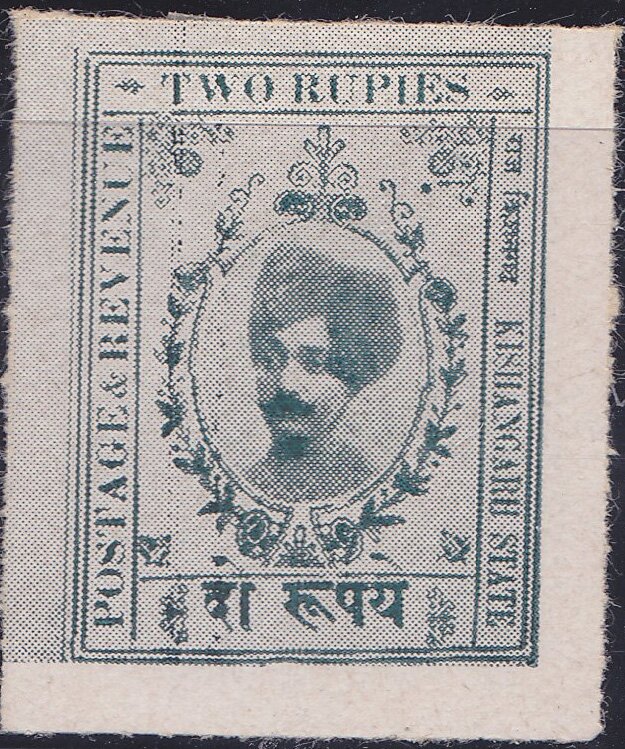 TWO RUPIES
POSTAGE & REVENUE
KISHANGARH STATE
दो रूपये